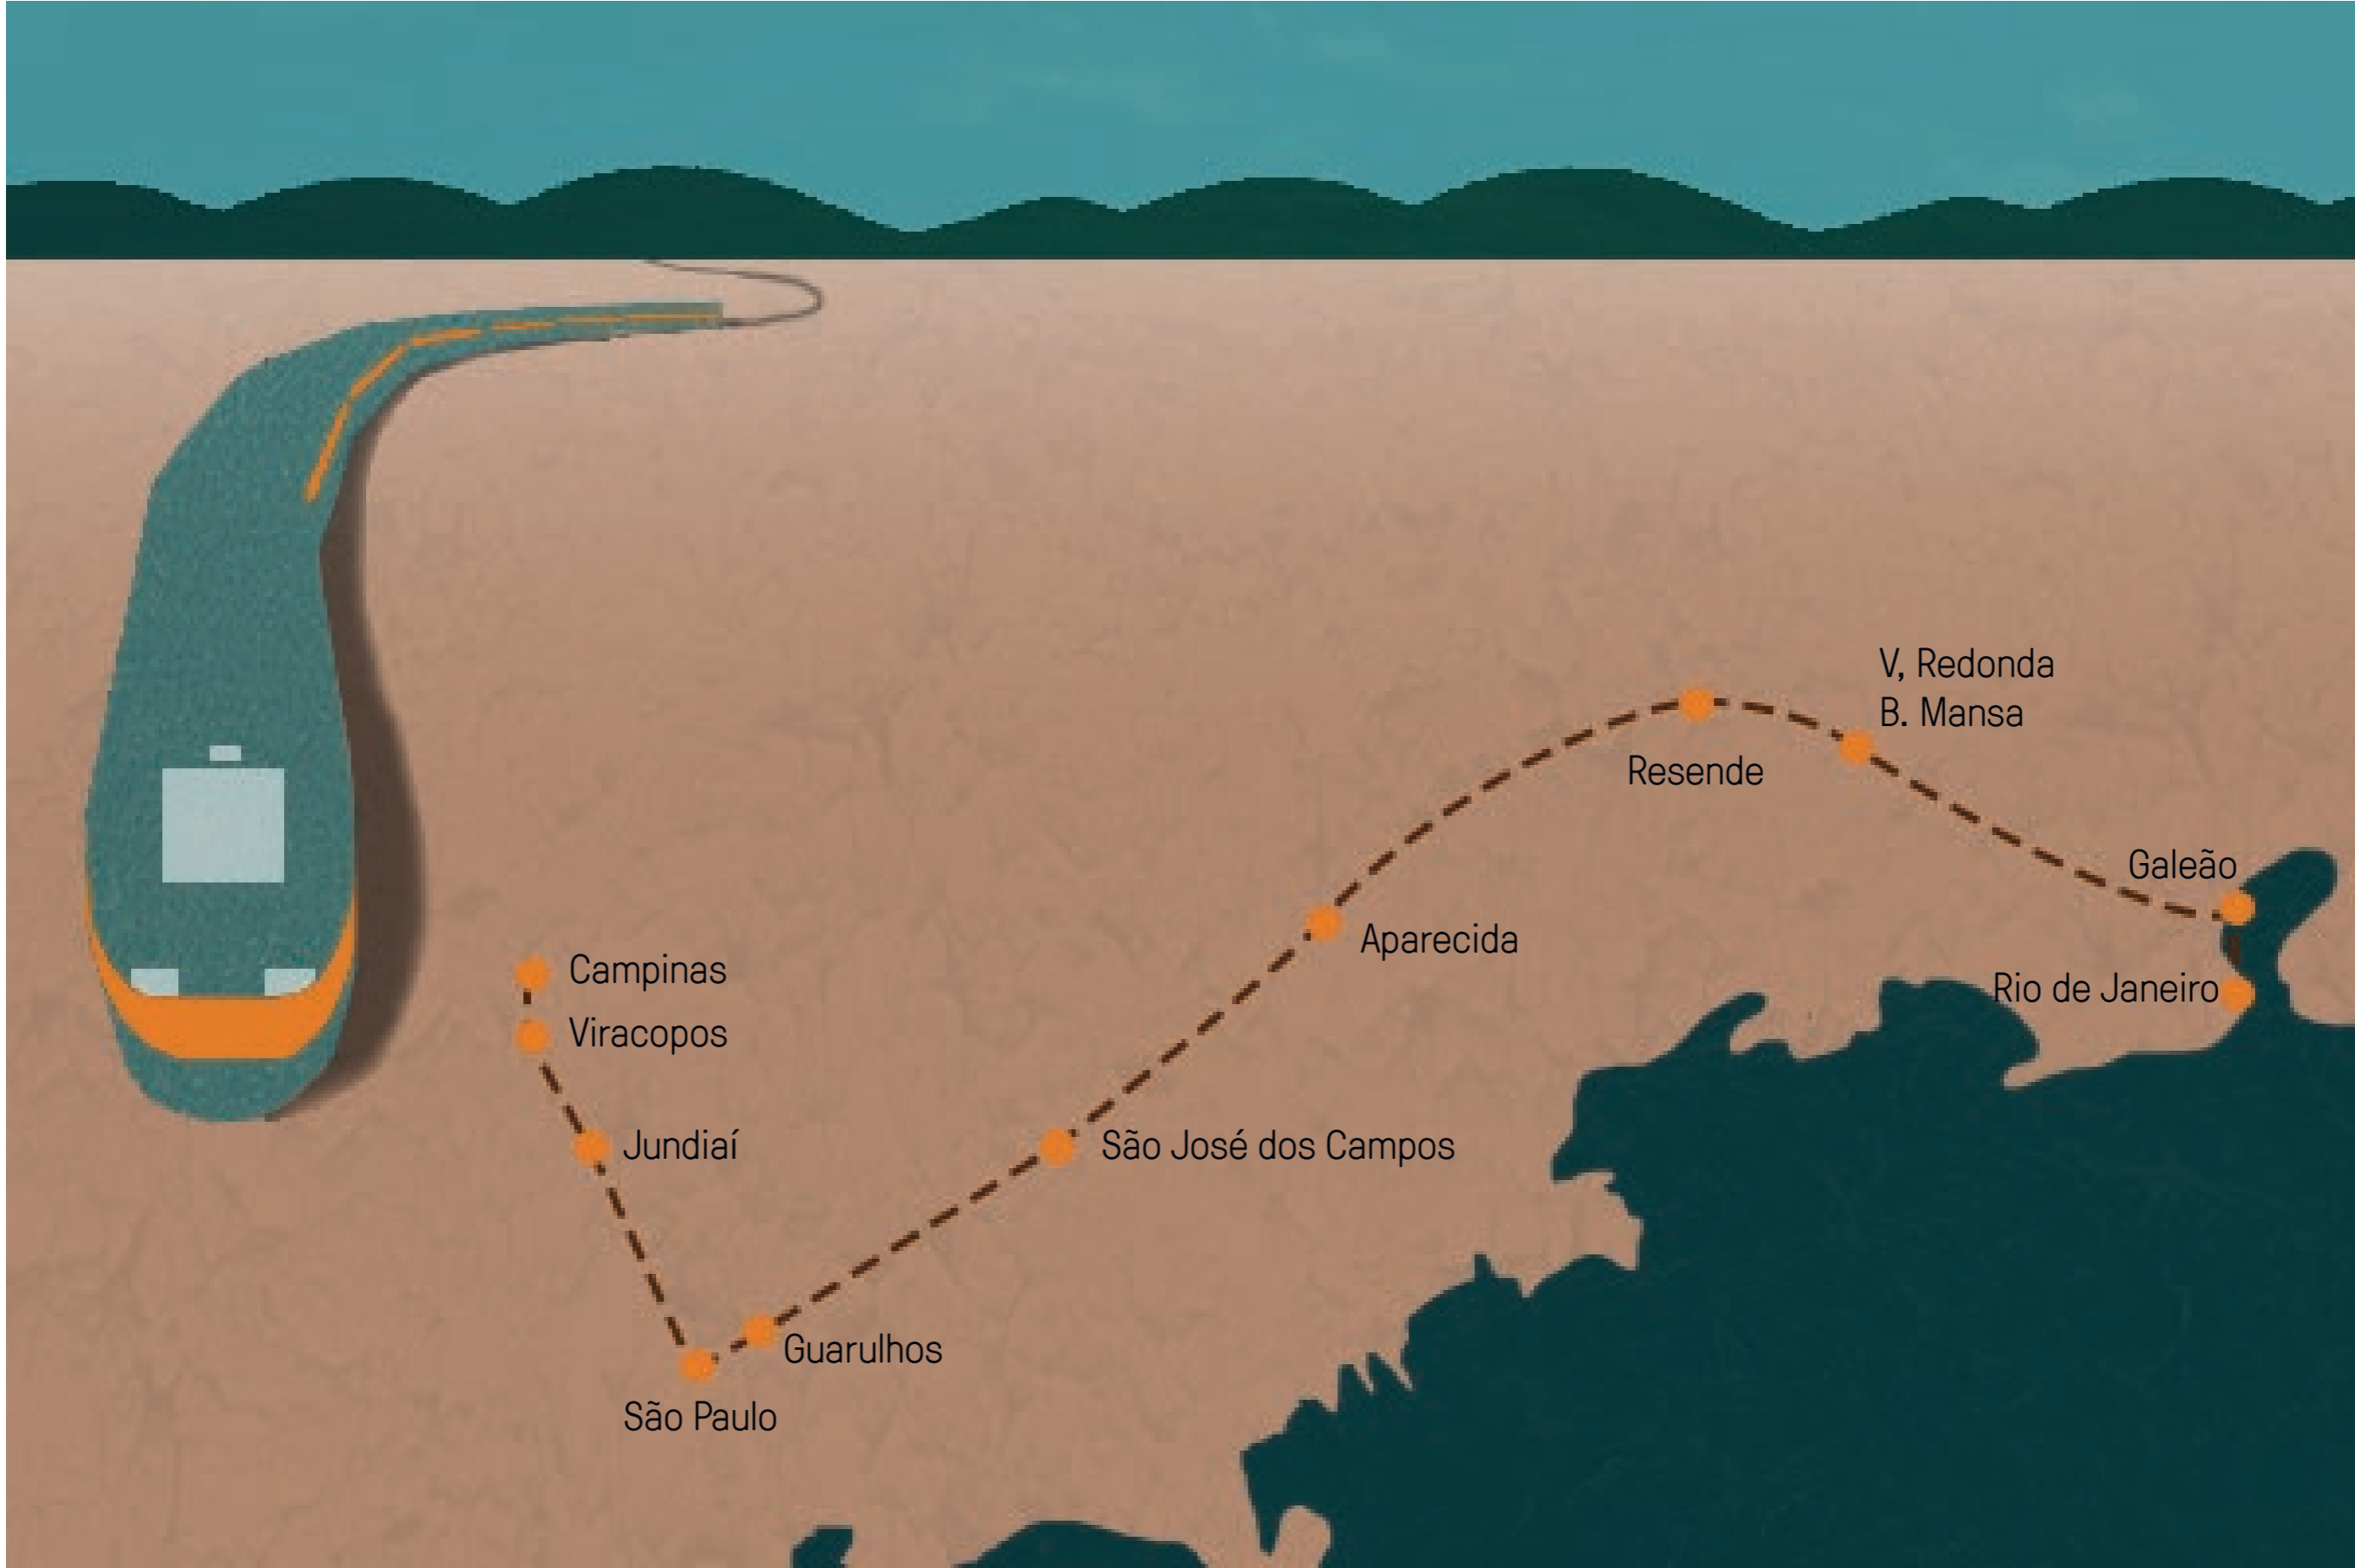 V, Redonda
B. Mansa
Resende
Galeão
Aparecida
Campinas
Rio de Janeiro
Viracopos
Jundiaí
São José dos Campos
Guarulhos
São Paulo